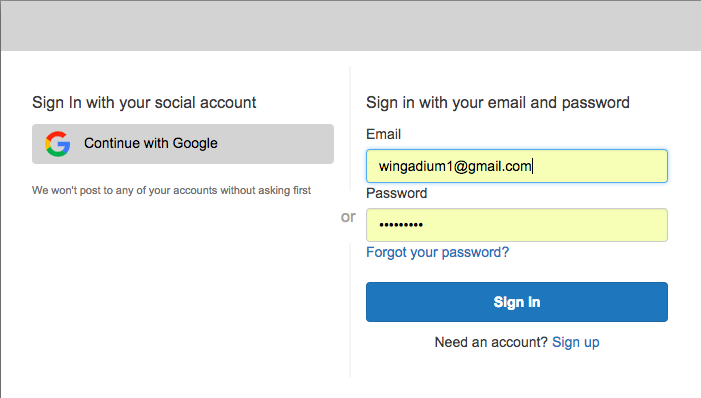 Sign In with your social account
Continue with Google
We won't post to any of your accounts without asking first
or
Sign in with your email and password
Email
wingadium1@gmail.com
Password
•••••••••
Forgot your password?
Sign in
Need an account? Sign up